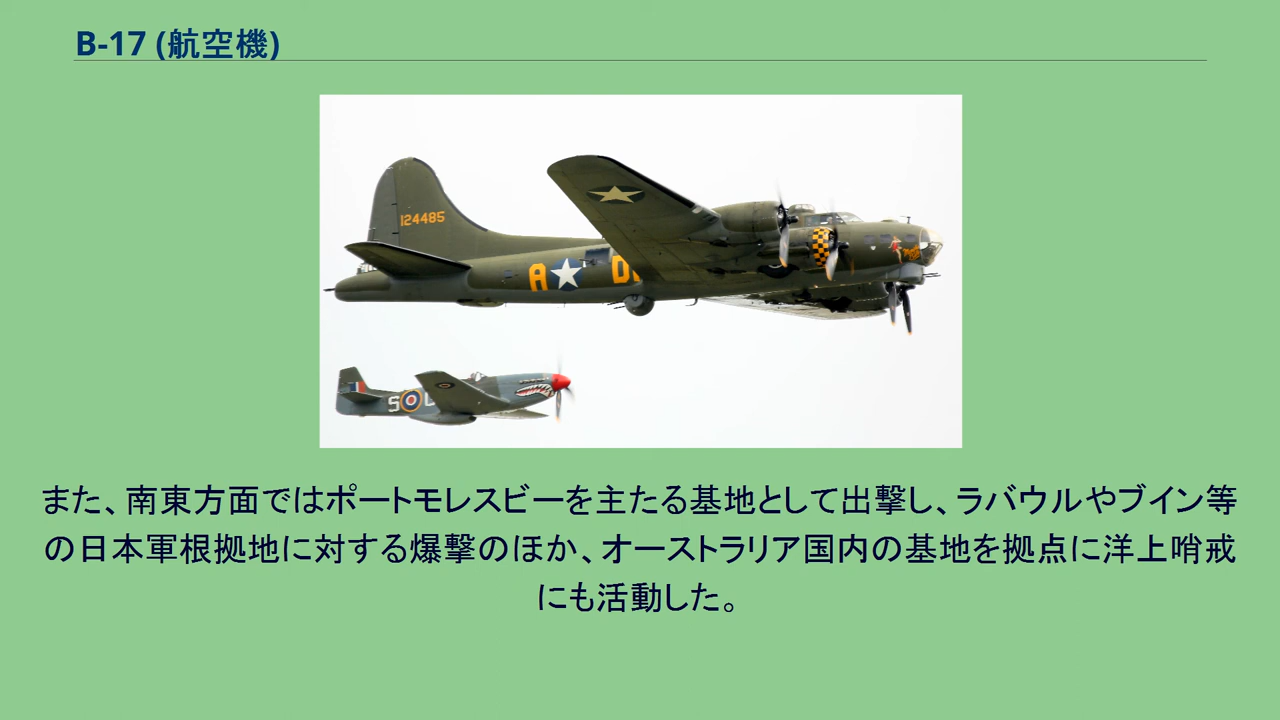 B-17 (航空機)
124485
A
D
S
また、南東方面ではポートモレスビーを主たる基地として出撃し、ラバウルやブイン等
の日本軍根拠地に対する爆撃のほか、オーストラリア国内の基地を拠点に洋上哨戒
にも活動した。